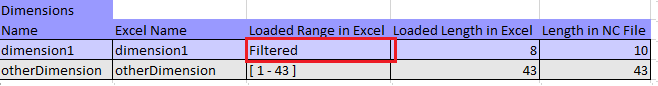 Dimensions
Name Excel Name Loaded Range in Excel Loaded Length in Excel Length in NC File
dimension1 dimension1 Filtered 8 10
otherDimension otherDimension [ 1 - 43 ] 43 43